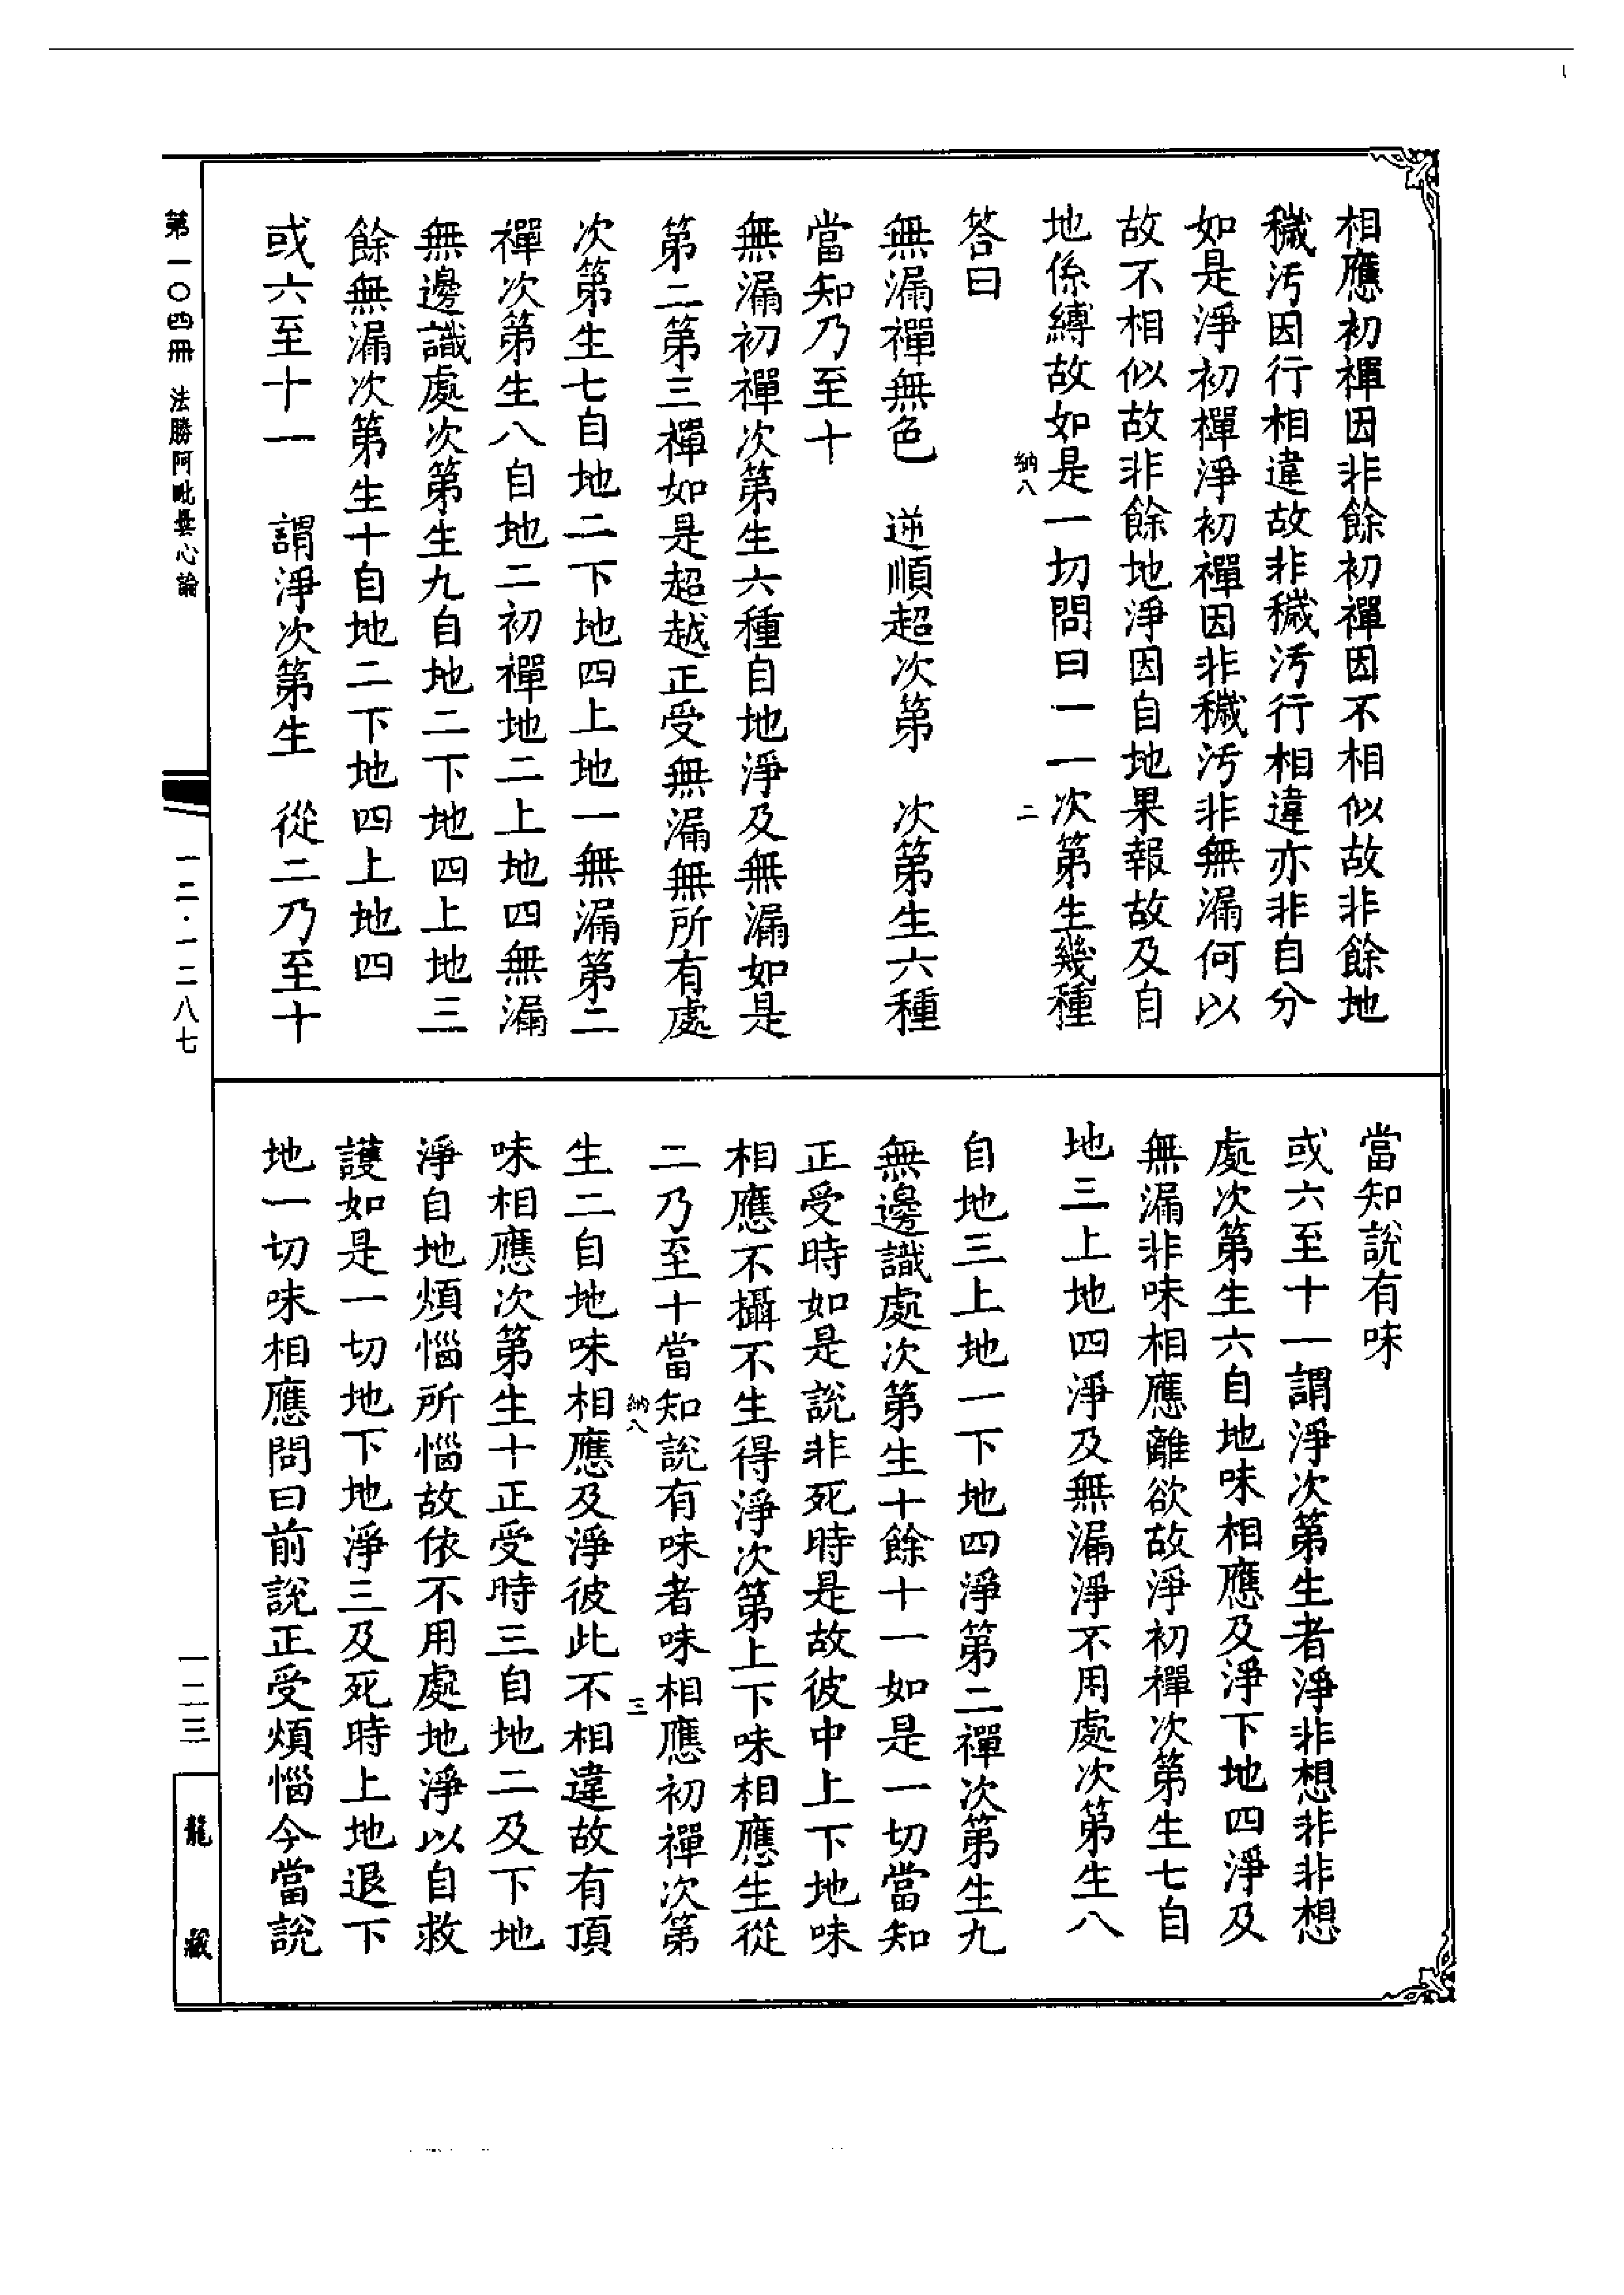 相應初禪因非餘初禪因不相似故非餘地
穢汚因行相違故非穢汚行相違亦非自分
如是淨初禪淨初禪因非穢汚非無漏何以
故不相似故非餘地淨因自地果報故及自
地係縛故如是一切問曰一一次第生幾種
納八　二
答曰
無漏禪無色　逆順超次第　次第生六種
當知乃至十
無漏初禪次第生六種自地淨及無漏如是
第二第三禪如是超越正受無漏無所有處
次第生七自地二下地四上地一無漏第二
禪次第生八自地二初禪地二上地四無漏
無邊識處次第生九自地二下地四上地三
餘無漏次第生十自地二下地四上地四
或六至十一　謂淨次第生　從二乃至十
當知說有味
或六至十一謂淨次第生者淨非想非非想
處次第生六自地味相應及淨下地四淨及
無漏非味相應離欲故淨初禪次第生七自
地三上地四淨及無漏淨不用處次第生八
自地三上地一下地四淨第二禪次第生九
無邊識處次第生十餘十一如是一切當知
正受時如是說非死時是故彼中上下地味
相應不攝不生得淨次第上下味相應生從
二乃至十當知說有味者味相應初禪次第
納八　三
生二自地味相應及淨彼此不相違故有頂
味相應次第生十正受時三自地二及下地
淨自地煩惱所惱故依不用處地淨以自救
護如是一切地下地淨三及死時上地退下
地一切味相應問曰前說正受煩惱今當說
第一〇四冊　法勝阿毗曇心論
一二·一二八七
一二三
龍藏